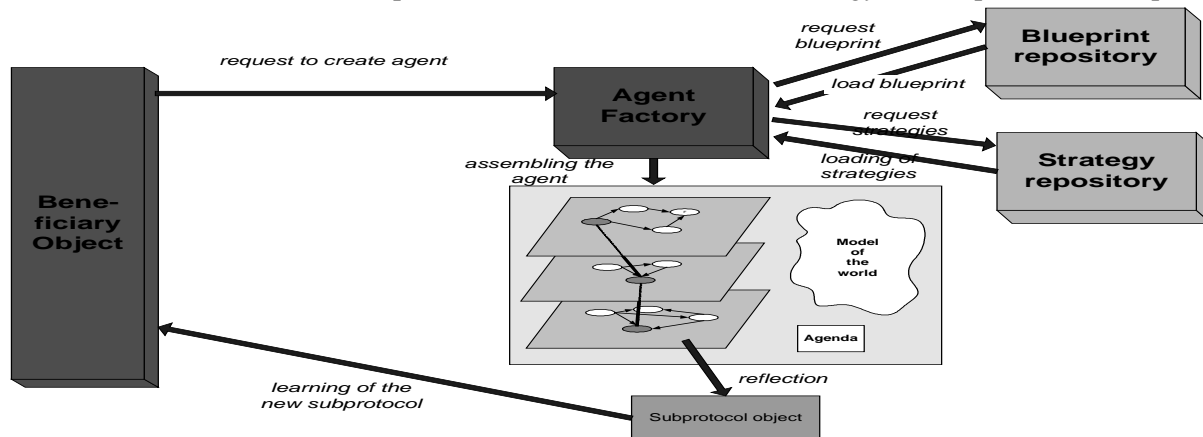 request
blueprint
Blueprint
repository
request to create agent
load blueprint
Agent
Factory
request
strategies
assembling the
agent
loading of
strategies
Strategy
repository
Bene-
ficiary
Object
Model
of
the
world
Agenda
reflection
learning of the
new subprotocol
Subprotocol object